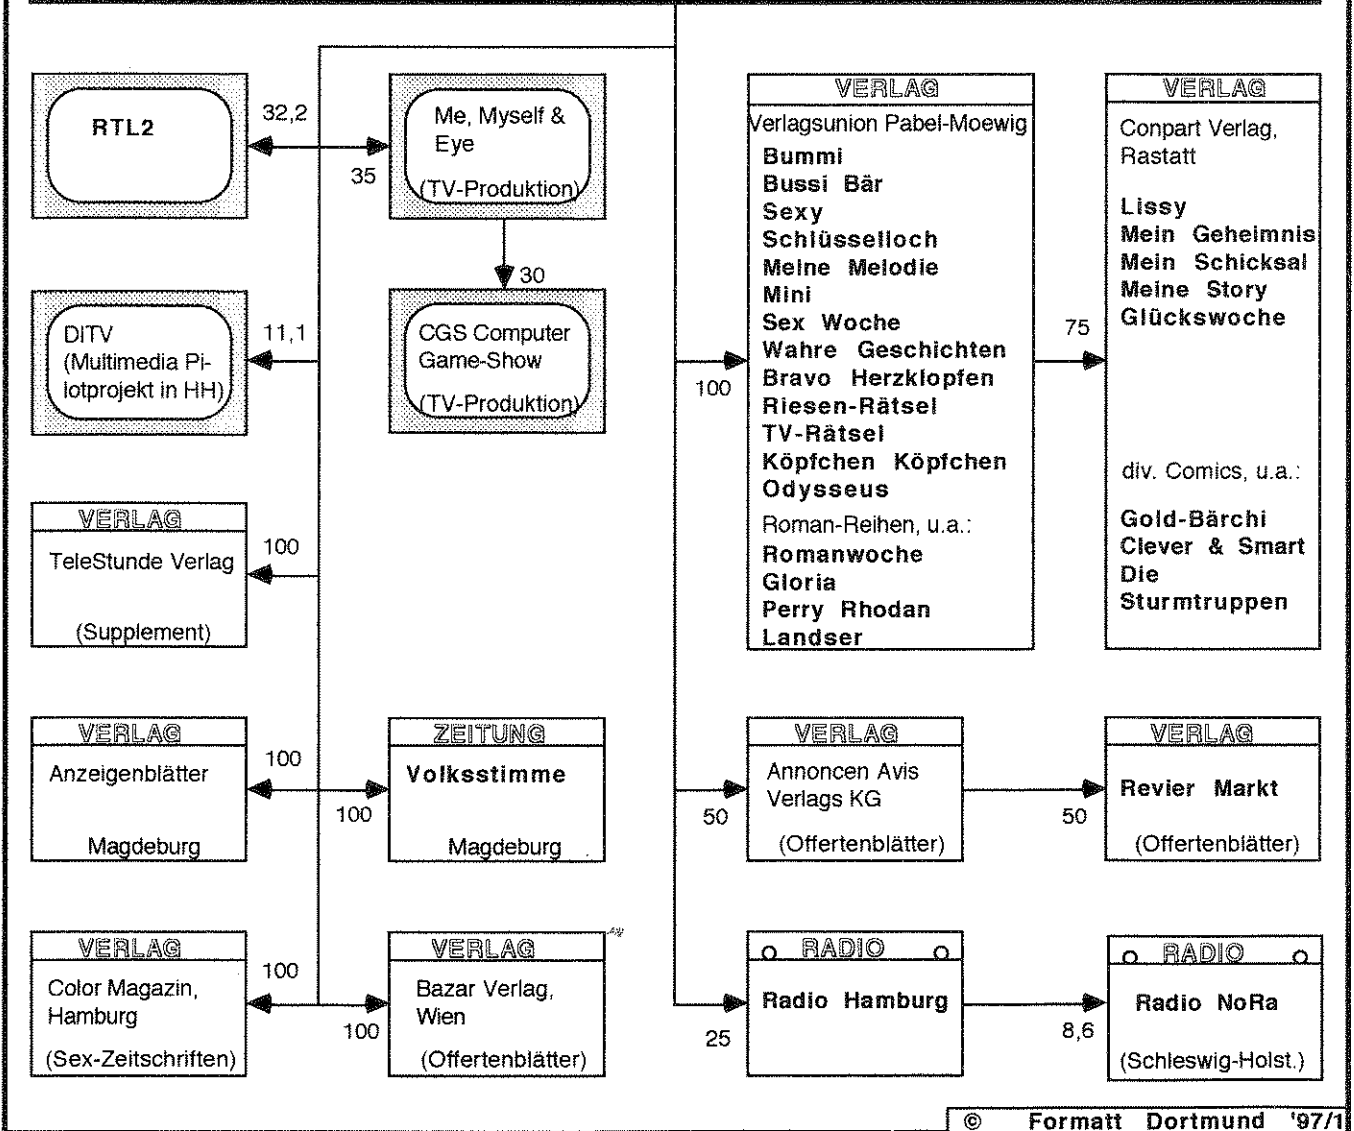 RTL2
32,2
35
Me, Myself &
Eye
(TV-Produktion)
30
DITV
(Multimedia Pi-
lotprojekt in HH)
11,1
CGS Computer
Game-Show
(TV-Produktion)
VERLAG
TeleStunde Verlag
(Supplement)
100
VERLAG
Anzeigenblätter
Magdeburg
100
100
ZEITUNG
Volksstimme
Magdeburg
VERLAG
Color Magazin,
Hamburg
(Sex-Zeitschriften)
100
100
VERLAG
Bazar Verlag,
Wien
(Offertenblätter)
100
VERLAG
Verlagsunion Pabel-Moewig
Bummi
Bussi Bär
Sexy
Schlüsselloch
Meine Melodie
Mini
Sex Woche
Wahre Geschichten
Bravo Herzklopfen
Riesen-Rätsel
TV-Rätsel
Köpfchen Köpfchen
Odysseus
Roman-Reihen, u.a.:
Romanwoche
Gloria
Perry Rhodan
Landser
75
VERLAG
Conpart Verlag,
Rastatt
Lissy
Mein Geheimnis
Mein Schicksal
Meine Story
Glückswoche
div. Comics, u.a.:
Gold-Bärchi
Clever & Smart
Die
Sturmtruppen
50
VERLAG
Annoncen Avis
Verlags KG
(Offertenblätter)
50
VERLAG
Revier Markt
(Offertenblätter)
25
RADIO
Radio Hamburg
8,6
RADIO
Radio NoRa
(Schleswig-Holst.)
© Formatt Dortmund '97/1